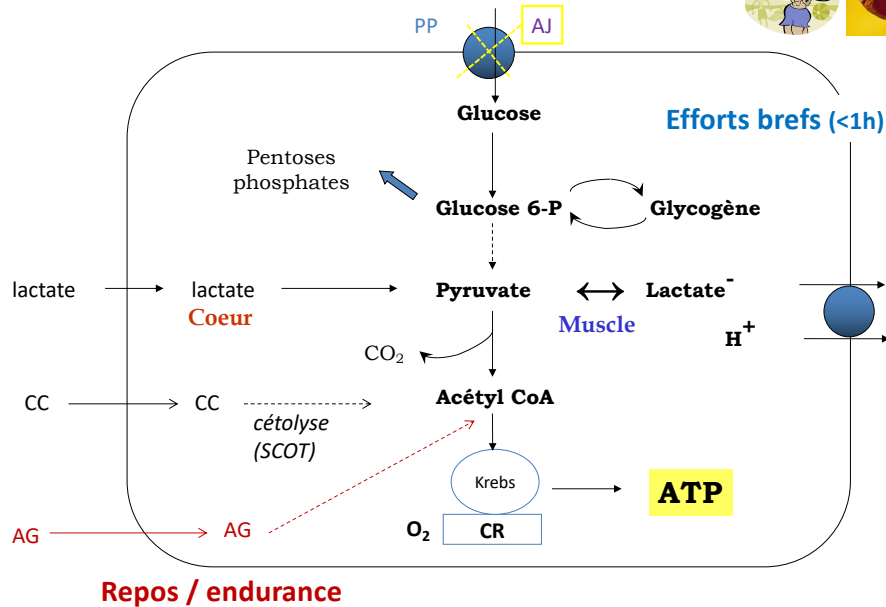 PP
AJ
Glucose
Efforts brefs (<1h)
Pentoses
phosphates
Glucose 6-P
Glycogène
lactate
lactate
Coeur
Pyruvate
Lactate⁻
Muscle
H⁺
CO₂
CC
CC
cétolyse
(SCOT)
Acétyl CoA
Krebs
ATP
O₂
CR
AG
AG
Repos / endurance